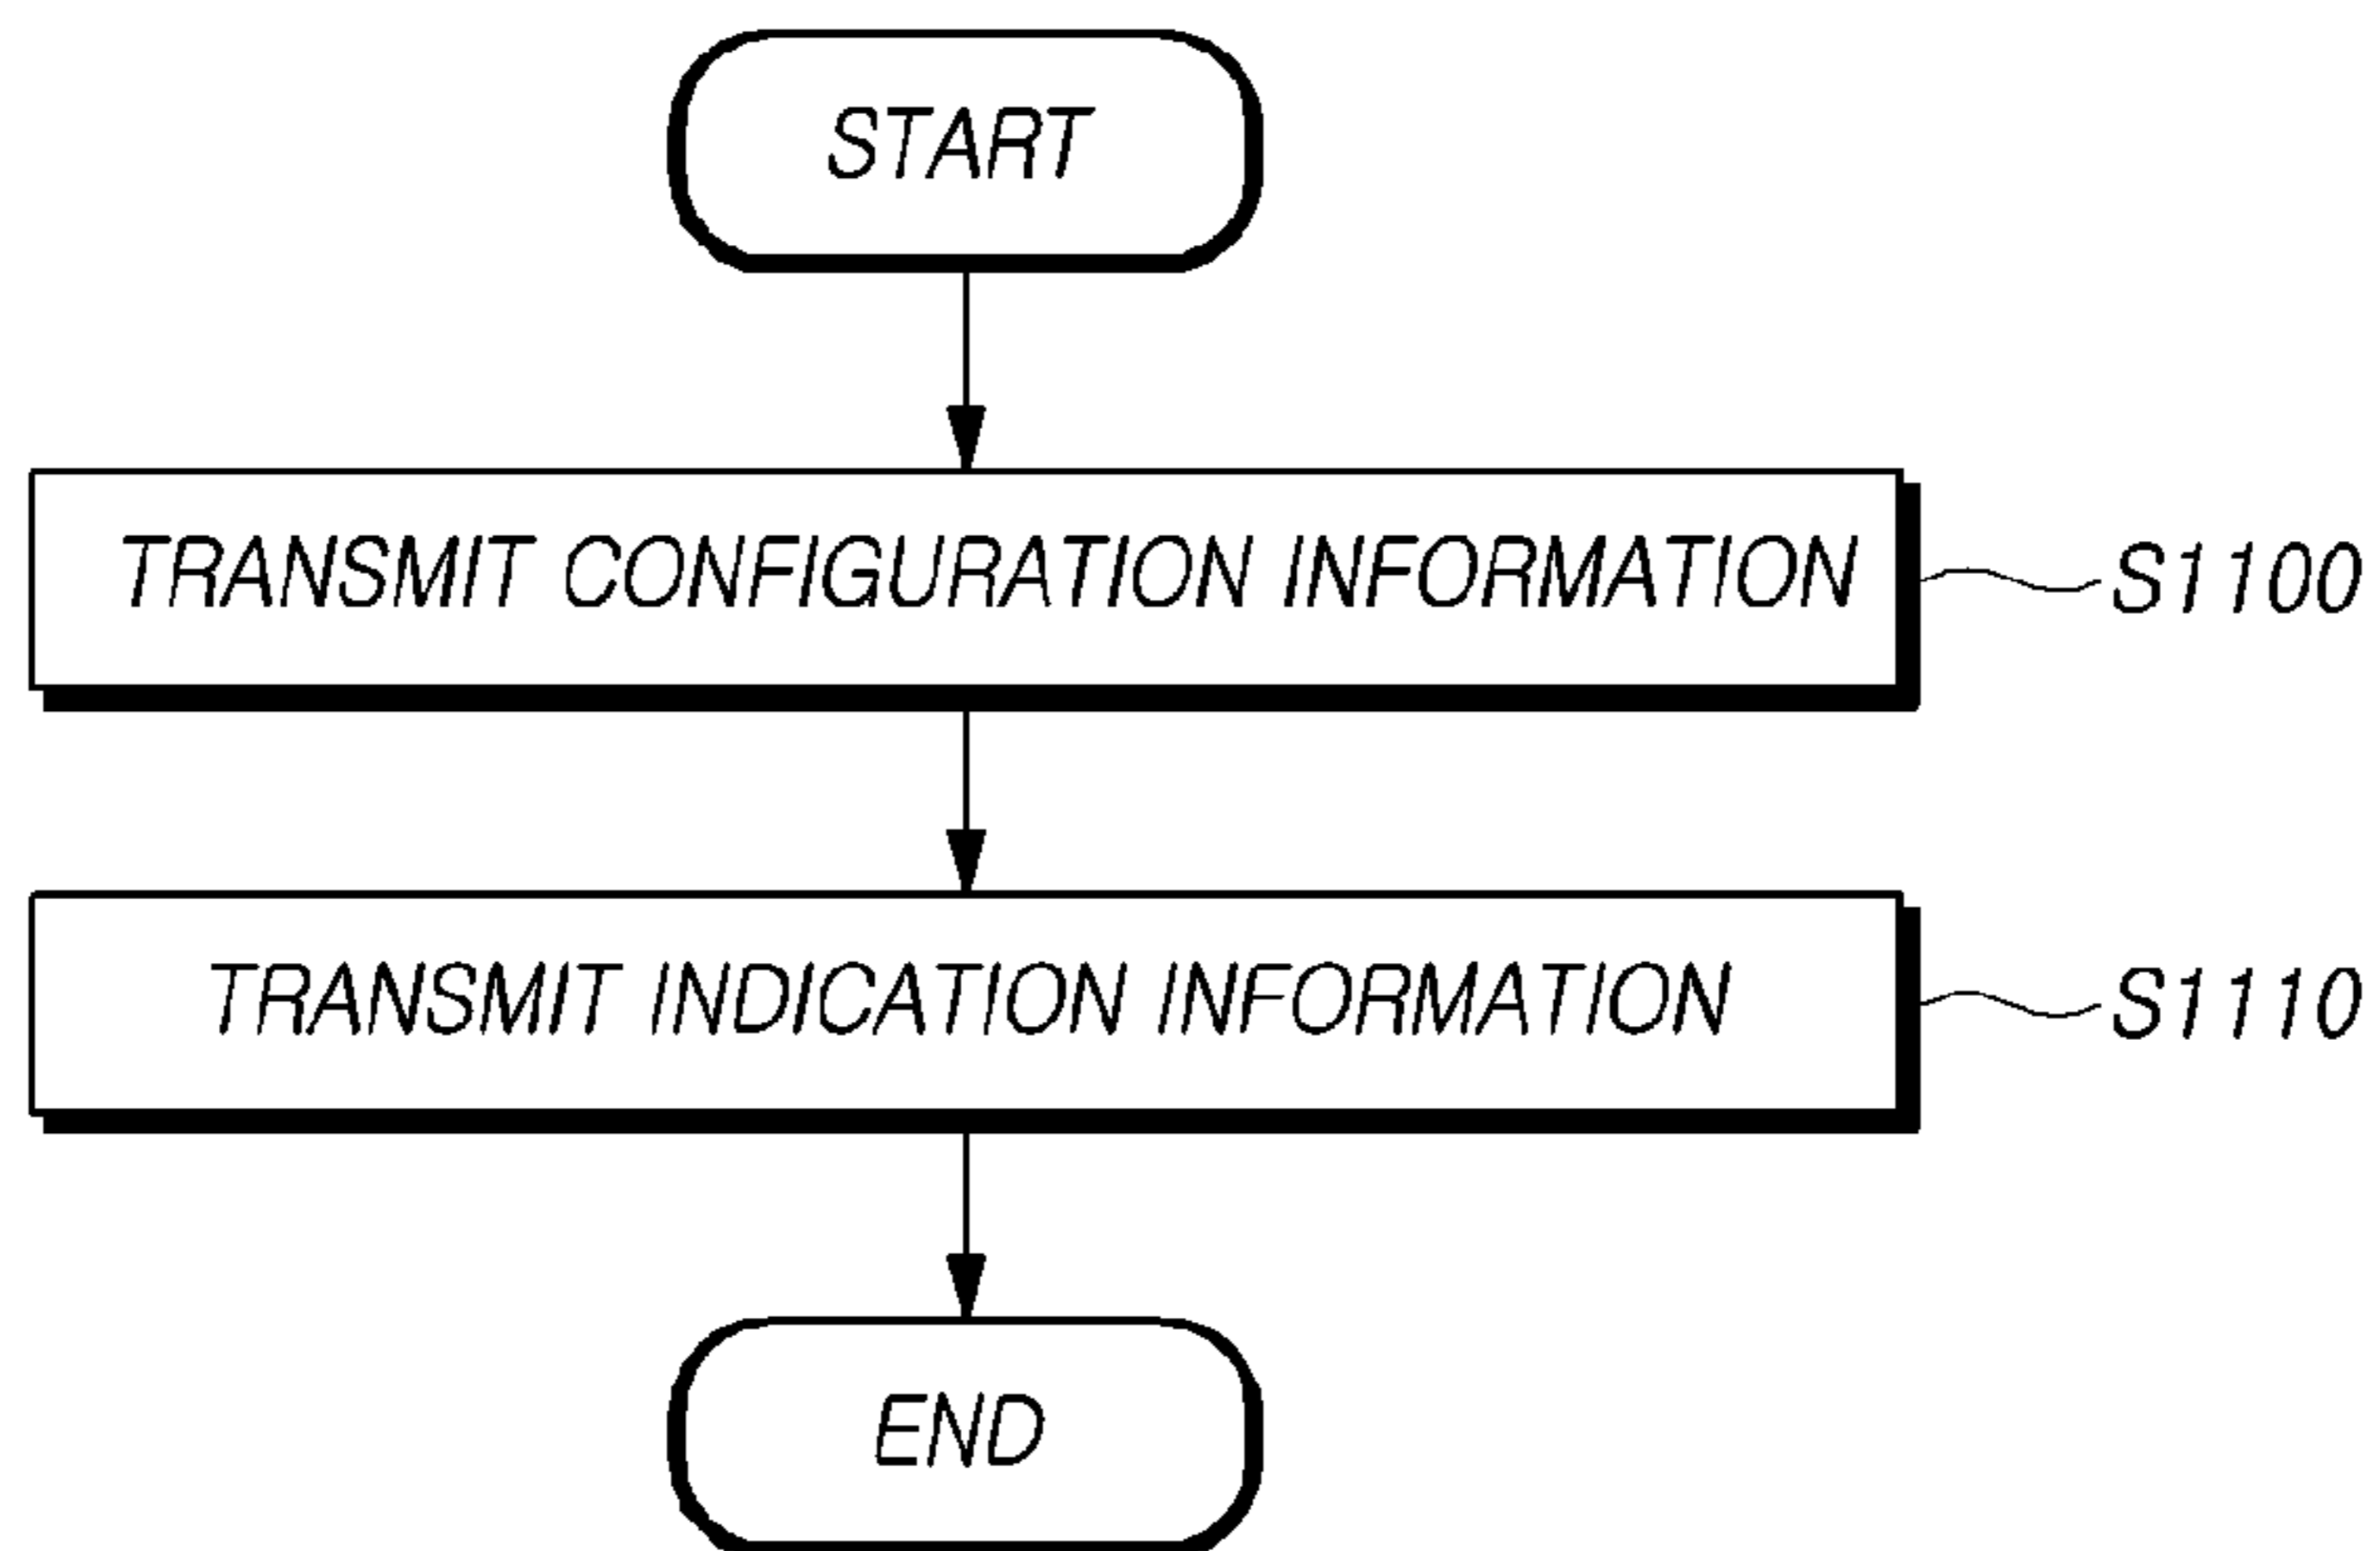 START
TRANSMIT CONFIGURATION INFORMATION
S1100
TRANSMIT INDICATION INFORMATION
S1110
END